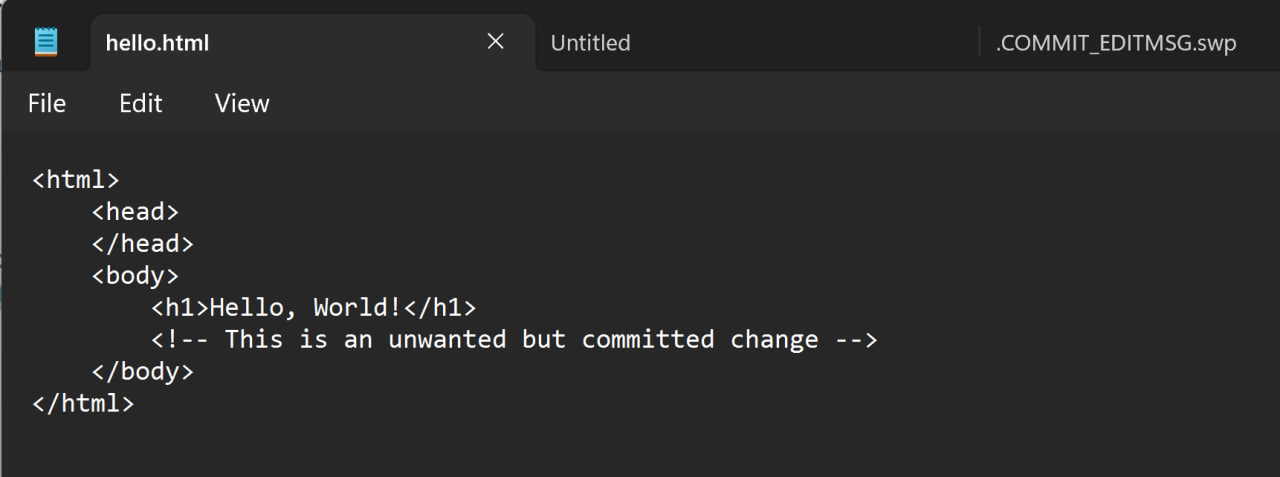 hello.html
Untitled
.COMMIT_EDITMSG.swp
File Edit View
<html>
    <head>
    </head>
    <body>
        <h1>Hello, World!</h1>
        <!-- This is an unwanted but committed change -->
    </body>
</html>